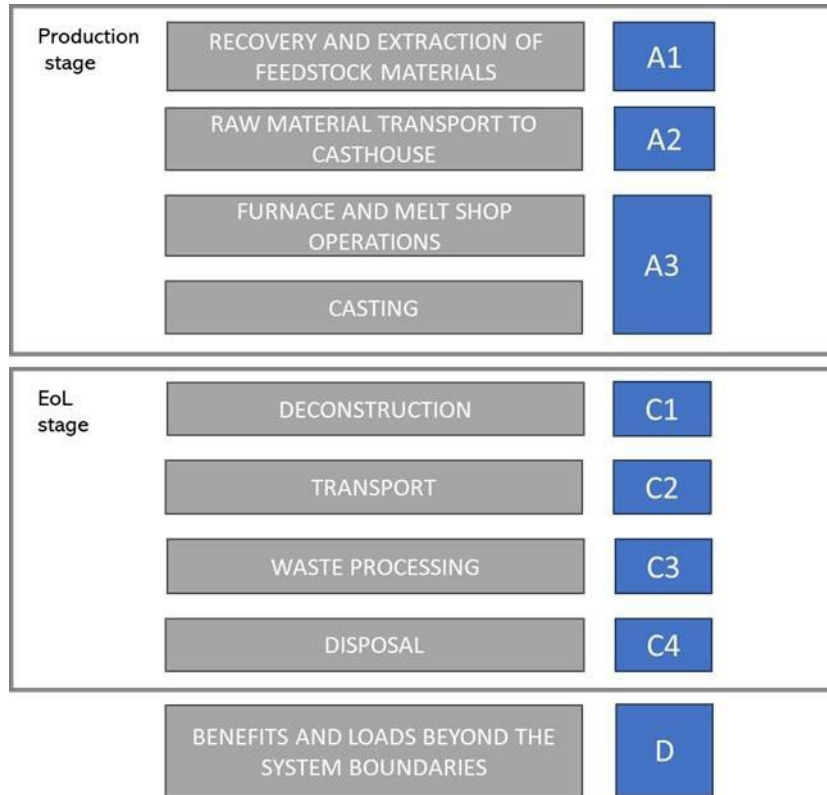 Production
stage
RECOVERY AND EXTRACTION OF
FEEDSTOCK MATERIALS
A1
RAW MATERIAL TRANSPORT TO
CASTHOUSE
A2
FURNACE AND MELT SHOP
OPERATIONS
A3
CASTING
EoL
stage
DECONSTRUCTION
C1
TRANSPORT
C2
WASTE PROCESSING
C3
DISPOSAL
C4
BENEFITS AND LOADS BEYOND THE
SYSTEM BOUNDARIES
D